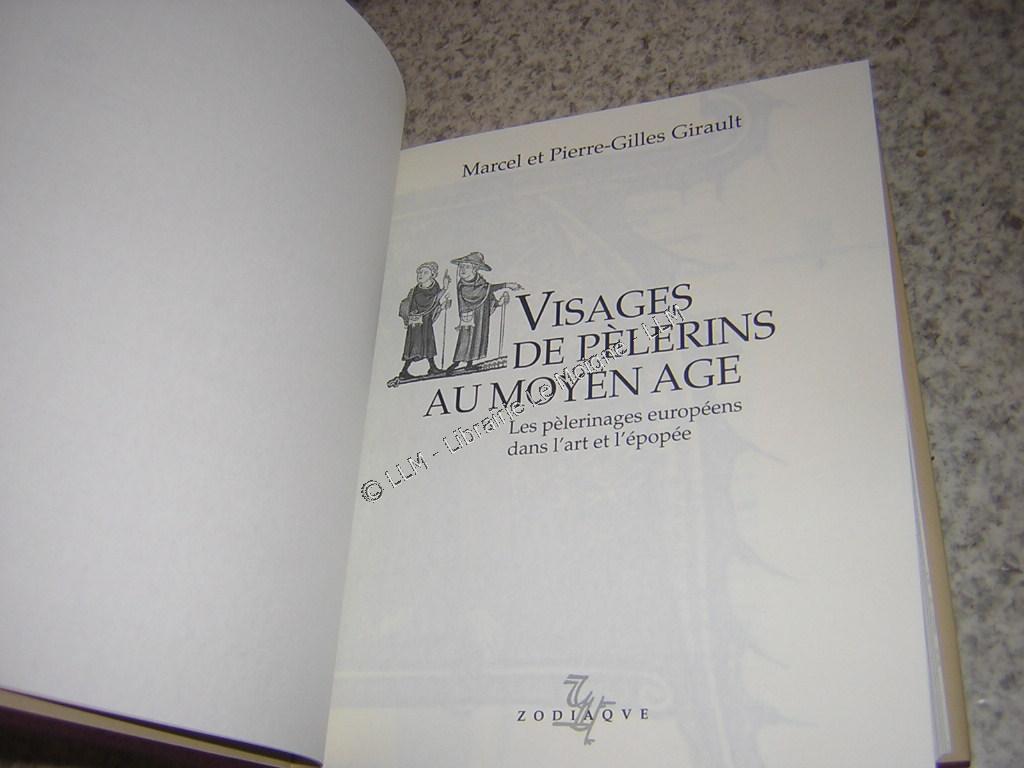 Marcel et Pierre-Gilles Girault
VISAGES
DE PÈLERINS
AU MOYEN AGE
Les pèlerinages européens
dans l'art et l'épopée
© LLM - Librairie Le Moigne - LLM
ZODIAQVE